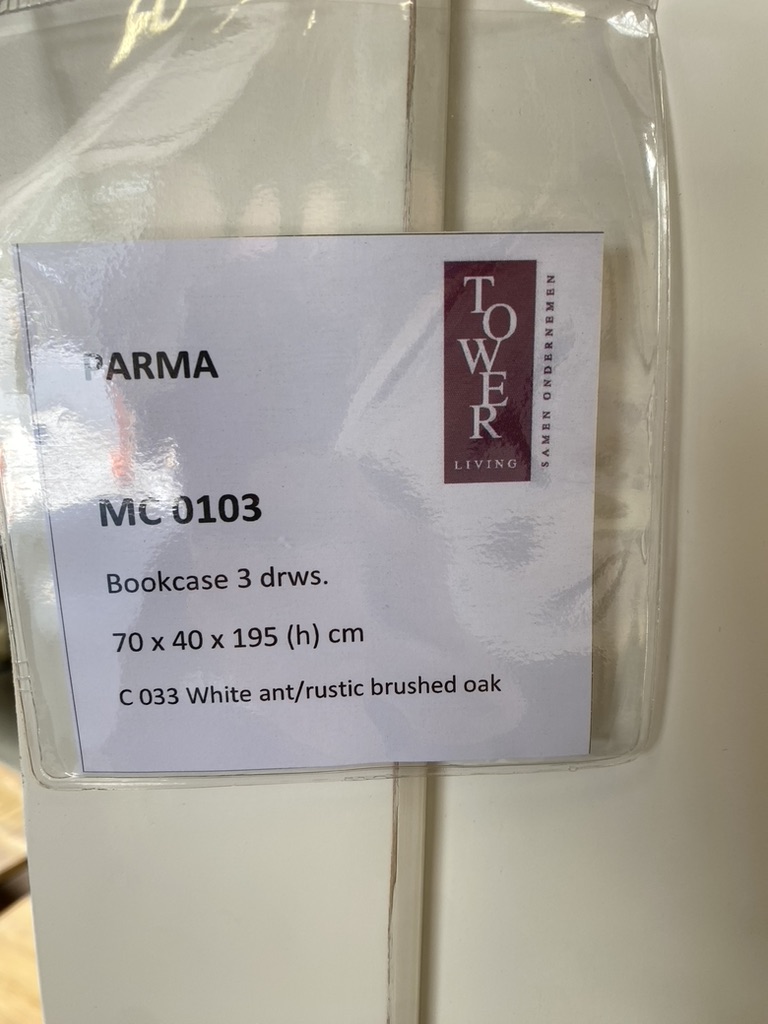 PARMA
TOWER
LIVING
SAMEN ONDERNEMEN
MC 0103
Bookcase 3 drws.
70 x 40 x 195 (h) cm
C 033 White ant/rustic brushed oak